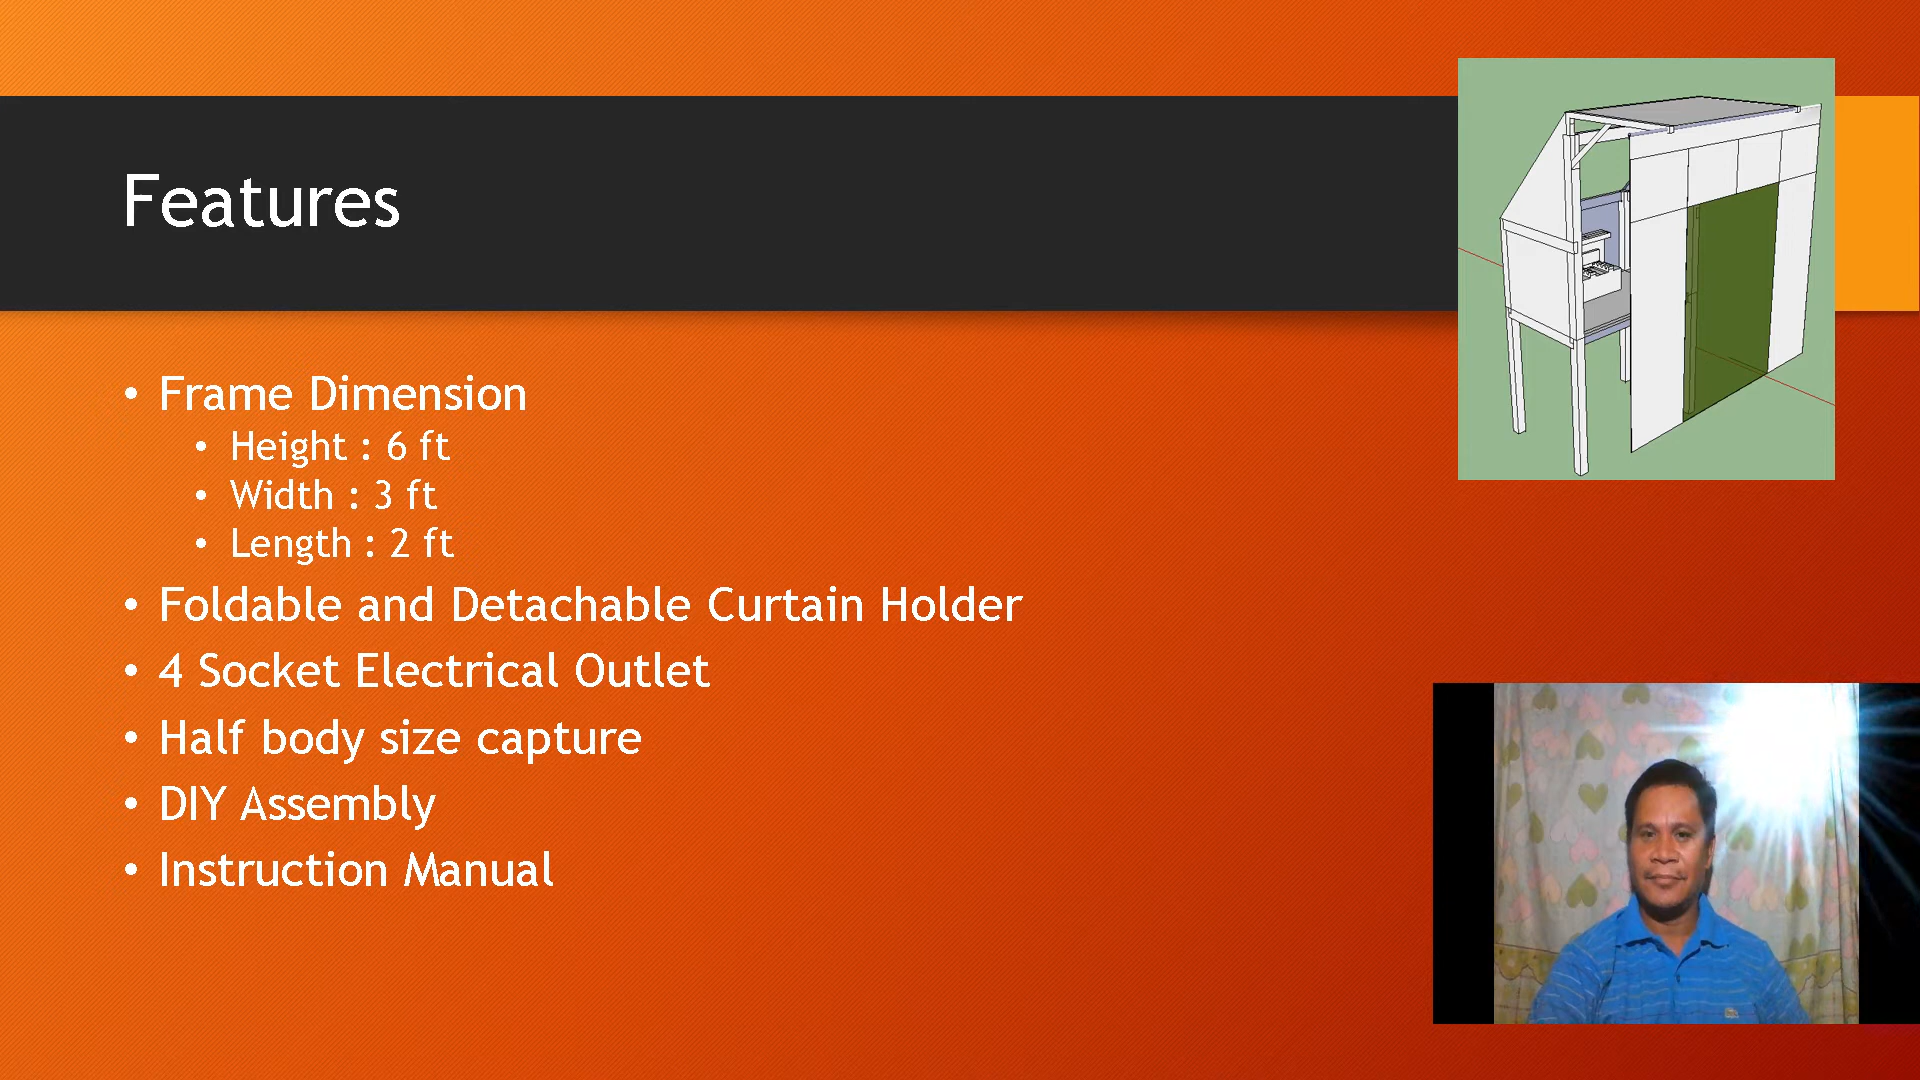 Features
• Frame Dimension
• Height : 6 ft
• Width : 3 ft
• Length : 2 ft
• Foldable and Detachable Curtain Holder
• 4 Socket Electrical Outlet
• Half body size capture
• DIY Assembly
• Instruction Manual